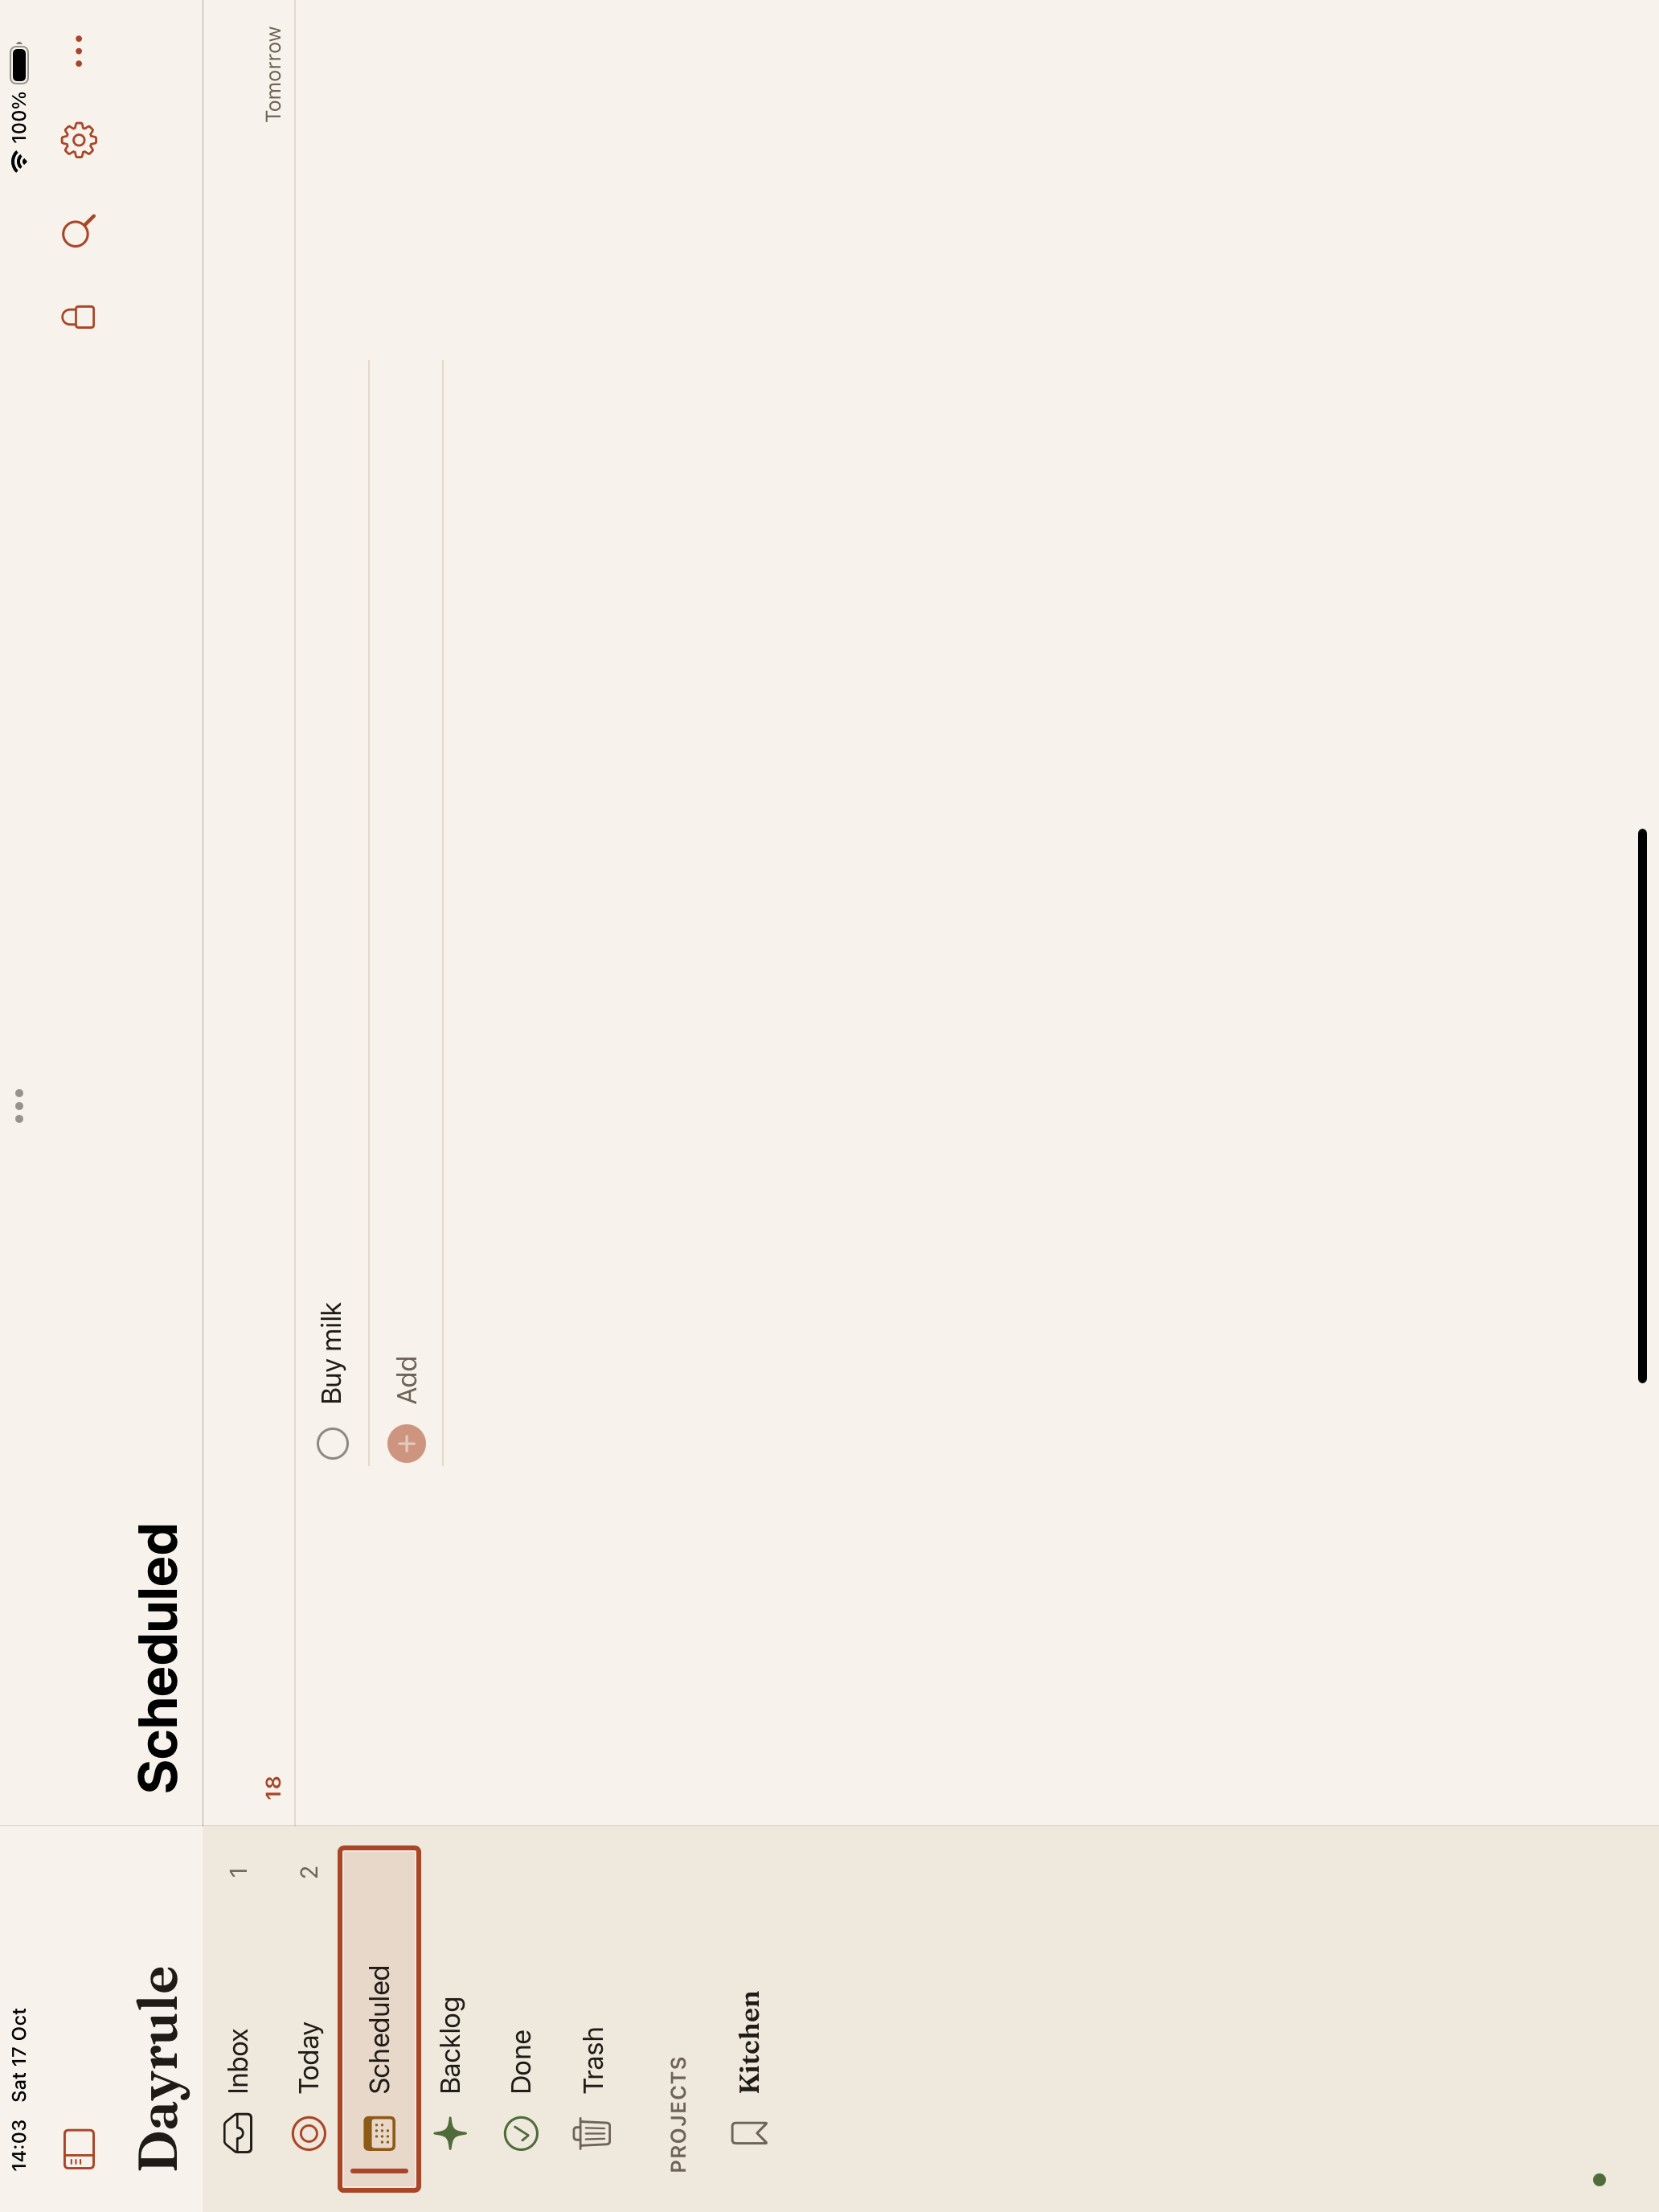 14:03 Sat 17 Oct
100%
Dayrule
Inbox 1
Today 2
Scheduled
Backlog
Done
Trash
PROJECTS
Kitchen
Scheduled
18 Tomorrow
Buy milk
Add